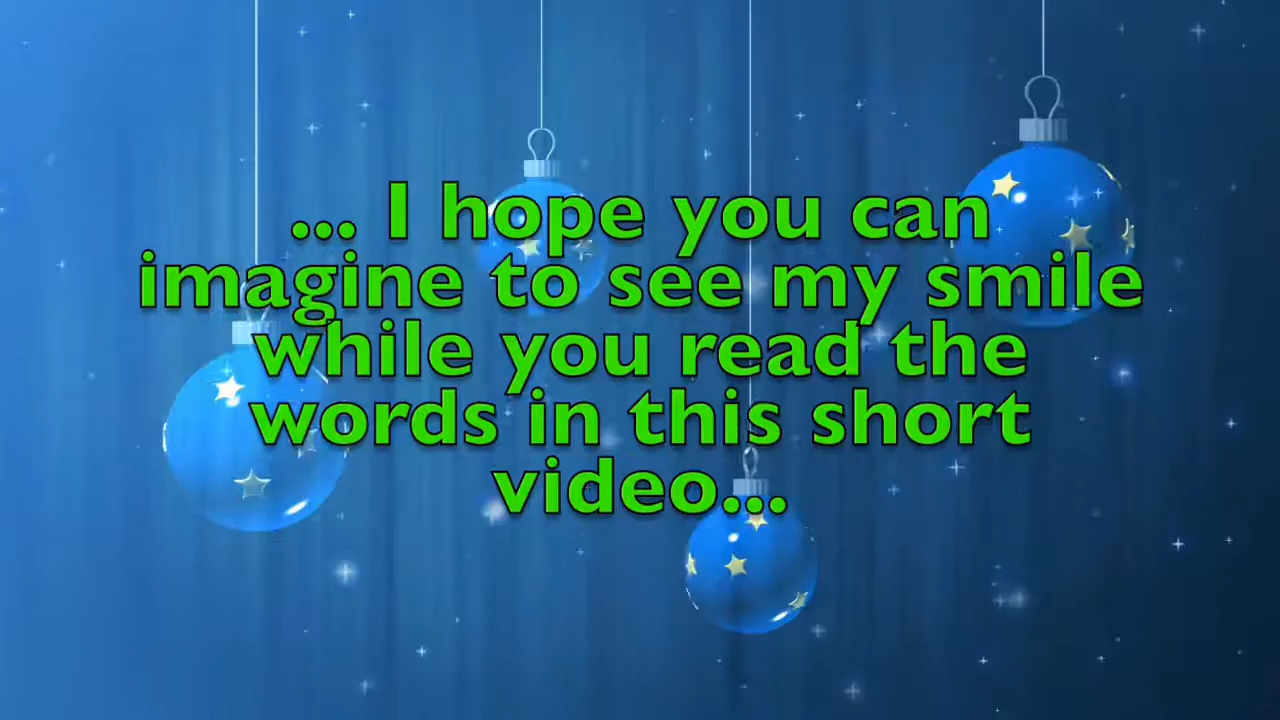 ... I hope you can
imagine to see my smile
while you read the
words in this short
video...